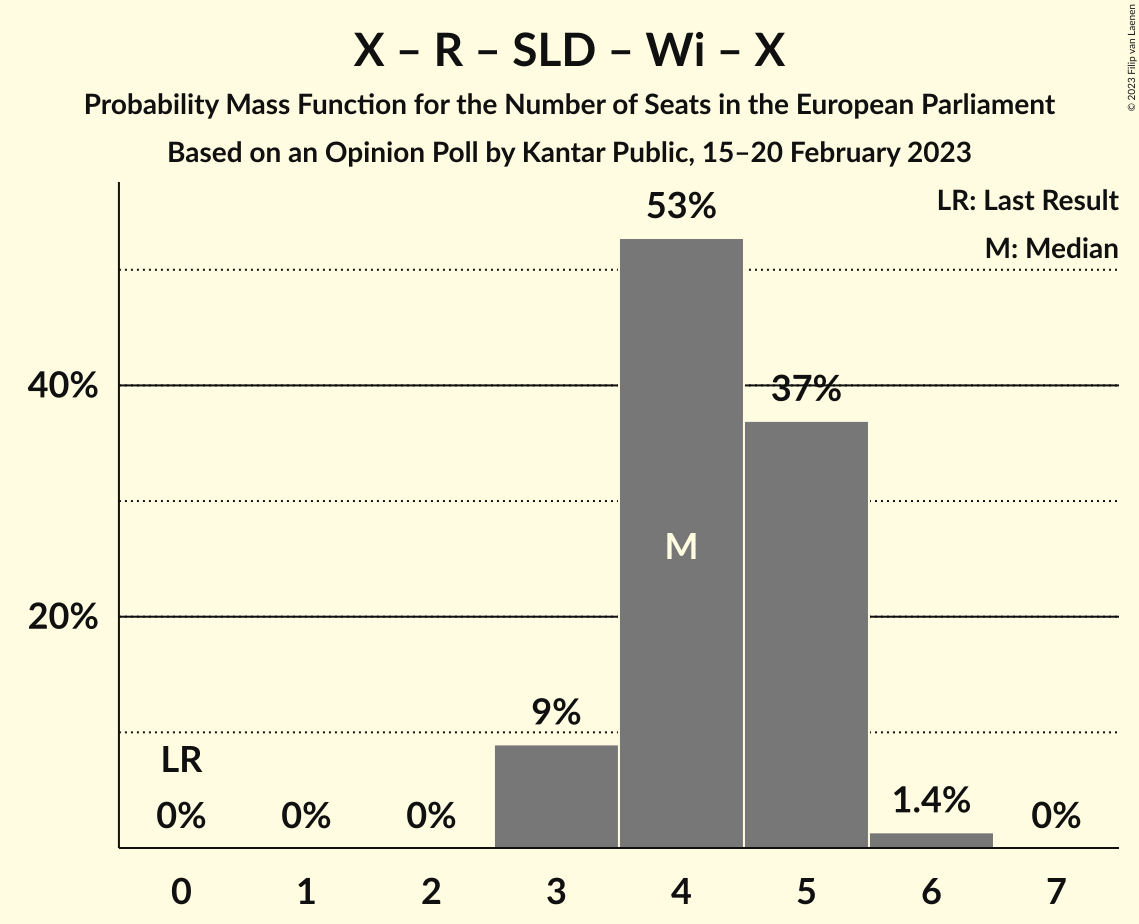 © 2023 Filip van Laenen
X – R – SLD – Wi – X
Probability Mass Function for the Number of Seats in the European Parliament
Based on an Opinion Poll by Kantar Public, 15–20 February 2023
LR: Last Result
M: Median
53%
40%
37%
M
20%
9%
LR
0% 0% 0% 1.4% 0%
0 1 2 3 4 5 6 7